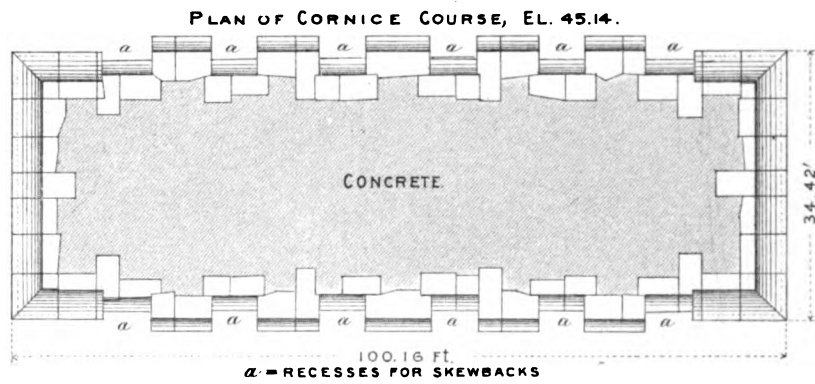 PLAN OF CORNICE COURSE, EL. 45.14.
a a a a a a
CONCRETE.
34.42'
a a a a a a
100.16 FT.
a = RECESSES FOR SKEWBACKS